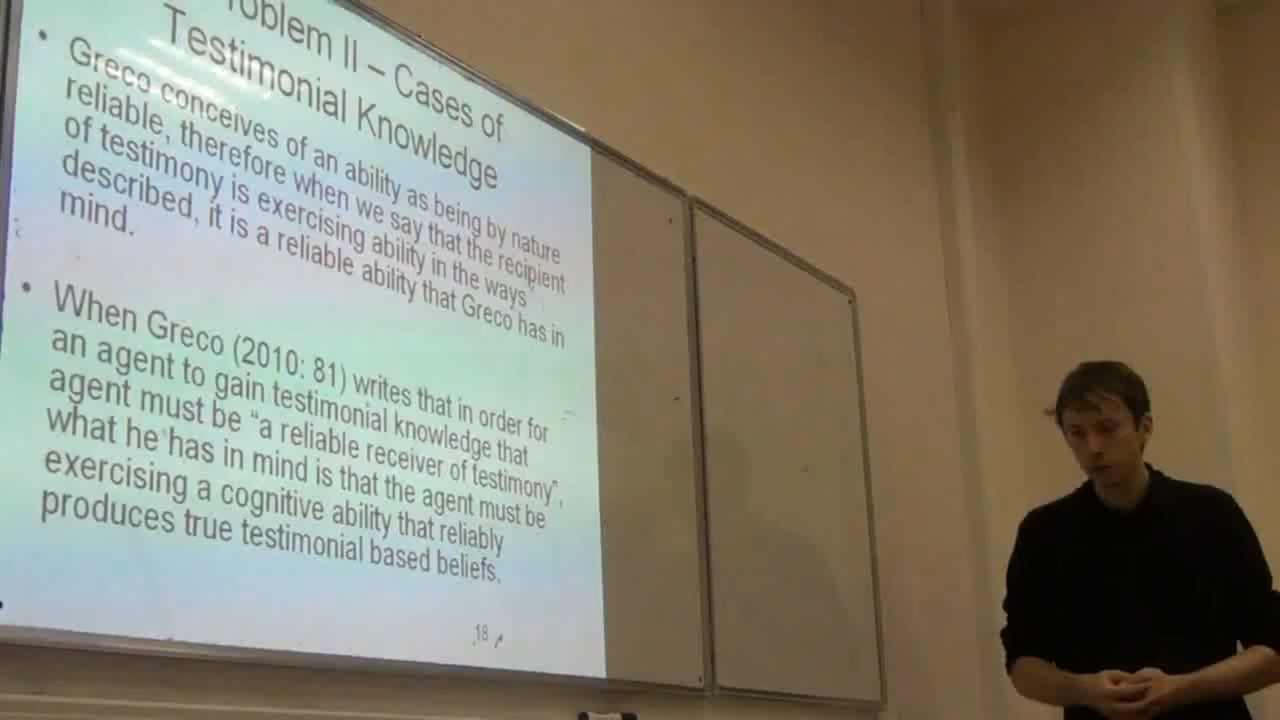 oblem II – Cases of
Testimonial Knowledge
• Greco conceives of an ability as being by nature
reliable, therefore when we say that the recipient
of testimony is exercising ability in the ways
described, it is a reliable ability that Greco has in
mind.
• When Greco (2010: 81) writes that in order for
an agent to gain testimonial knowledge that
agent must be “a reliable receiver of testimony”,
what he has in mind is that the agent must be
exercising a cognitive ability that reliably
produces true testimonial based beliefs.
18